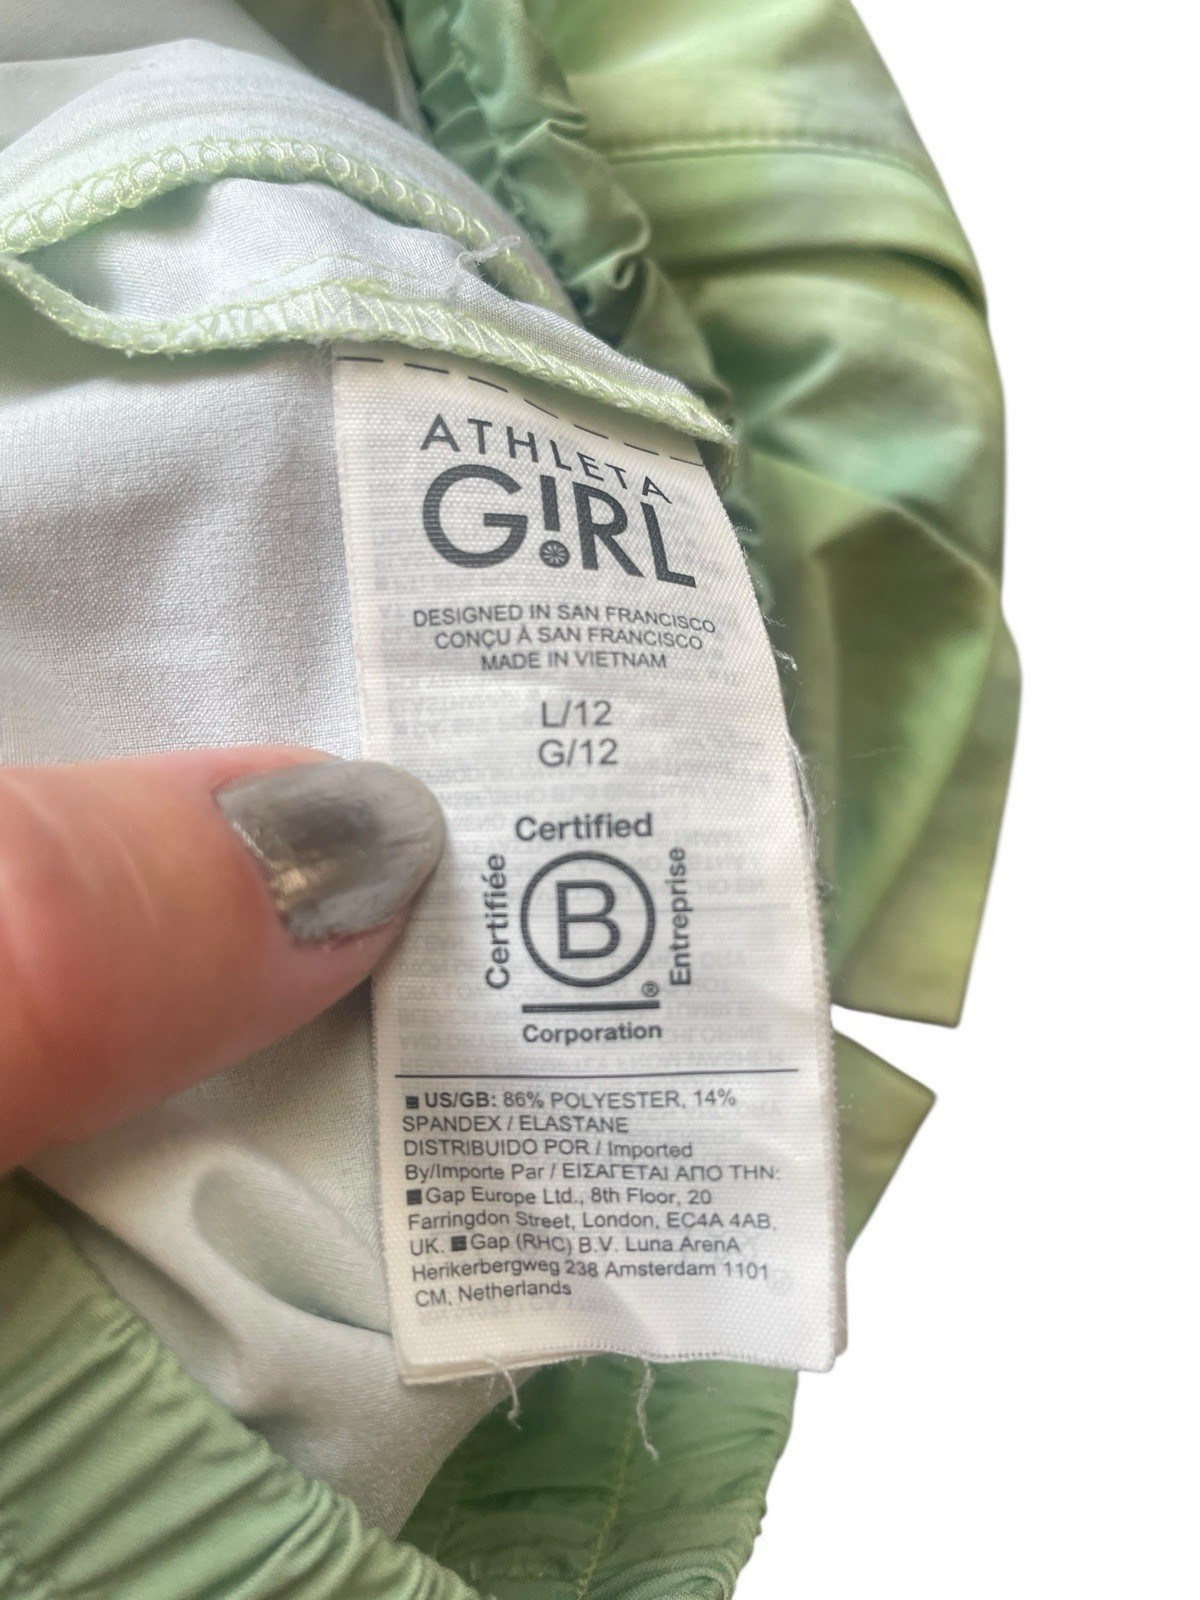 ATHLETA
G!RL
DESIGNED IN SAN FRANCISCO
CONÇU À SAN FRANCISCO
MADE IN VIETNAM
L/12
G/12
Certified
Certifiée
B
Entreprise
®
Corporation
US/GB: 86% POLYESTER, 14%
SPANDEX / ELASTANE
DISTRIBUIDO POR / Imported
By/Importe Par / ΕΙΣΑΓΕΤΑΙ ΑΠΟ ΤΗΝ:
Gap Europe Ltd., 8th Floor, 20
Farringdon Street, London, EC4A 4AB,
UK. Gap (RHC) B.V. Luna ArenA
Herikerbergweg 238 Amsterdam 1101
CM, Netherlands